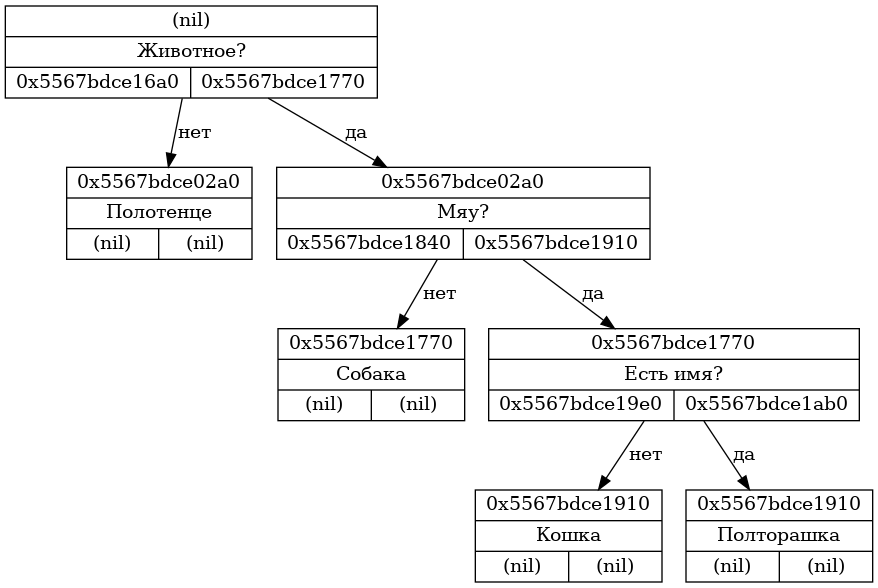 (nil)
Животное?
0x5567bdce16a0 0x5567bdce1770
нет да
0x5567bdce02a0 0x5567bdce02a0
Полотенце Мяу?
(nil) (nil) 0x5567bdce1840 0x5567bdce1910
нет да
0x5567bdce1770 0x5567bdce1770
Собака Есть имя?
(nil) (nil) 0x5567bdce19e0 0x5567bdce1ab0
нет да
0x5567bdce1910 0x5567bdce1910
Кошка Полторашка
(nil) (nil) (nil) (nil)